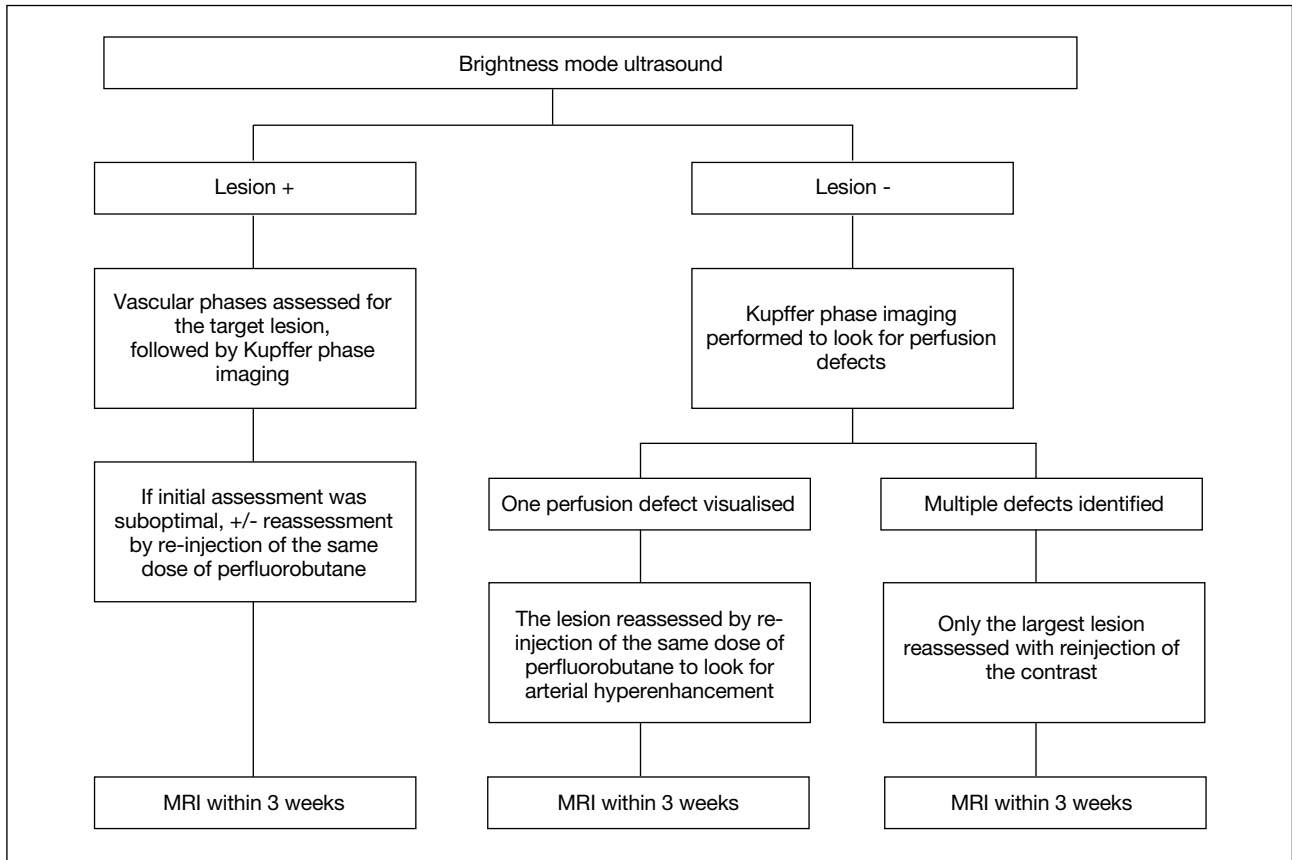 Brightness mode ultrasound
Lesion +
Lesion -
Vascular phases assessed for
the target lesion,
followed by Kupffer phase
imaging
Kupffer phase imaging
performed to look for perfusion
defects
If initial assessment was
suboptimal, +/- reassessment
by re-injection of the same
dose of perfluorobutane
One perfusion defect visualised
Multiple defects identified
The lesion reassessed by re-
injection of the same dose of
perfluorobutane to look for
arterial hyperenhancement
Only the largest lesion
reassessed with reinjection of
the contrast
MRI within 3 weeks
MRI within 3 weeks
MRI within 3 weeks